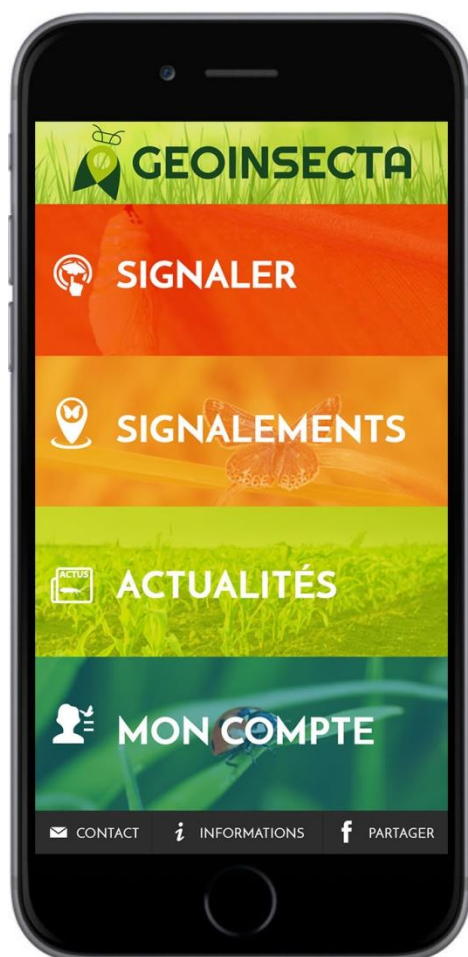 GEOINSECTA
SIGNALER
SIGNALEMENTS
ACTUS
ACTUALITÉS
MON COMPTE
CONTACT
i INFORMATIONS
f PARTAGER